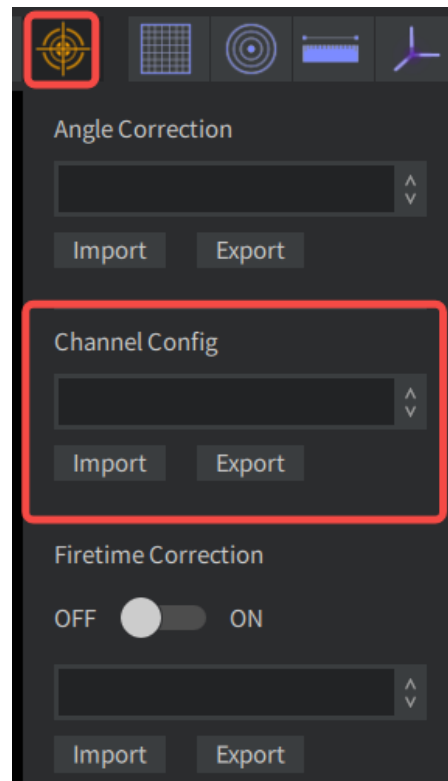 Angle Correction
Import Export
Channel Config
Import Export
Firetime Correction
OFF ON
Import Export